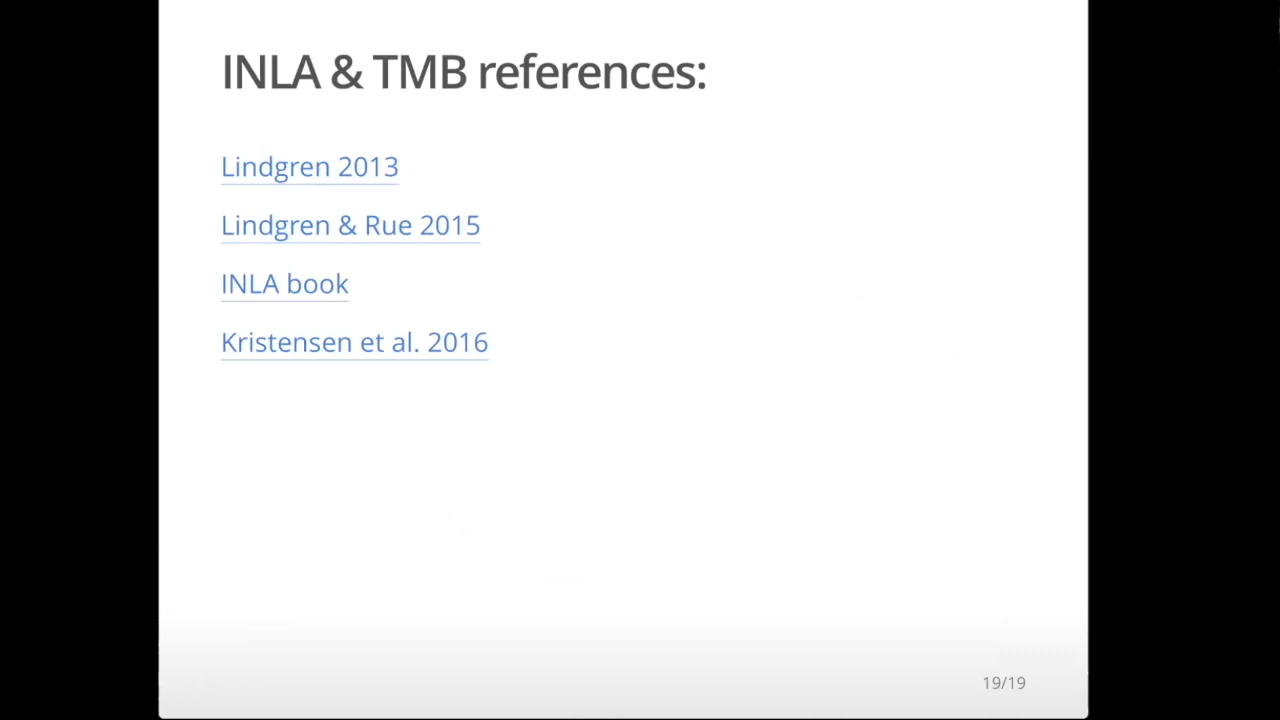 INLA & TMB references:
Lindgren 2013
Lindgren & Rue 2015
INLA book
Kristensen et al. 2016
19/19